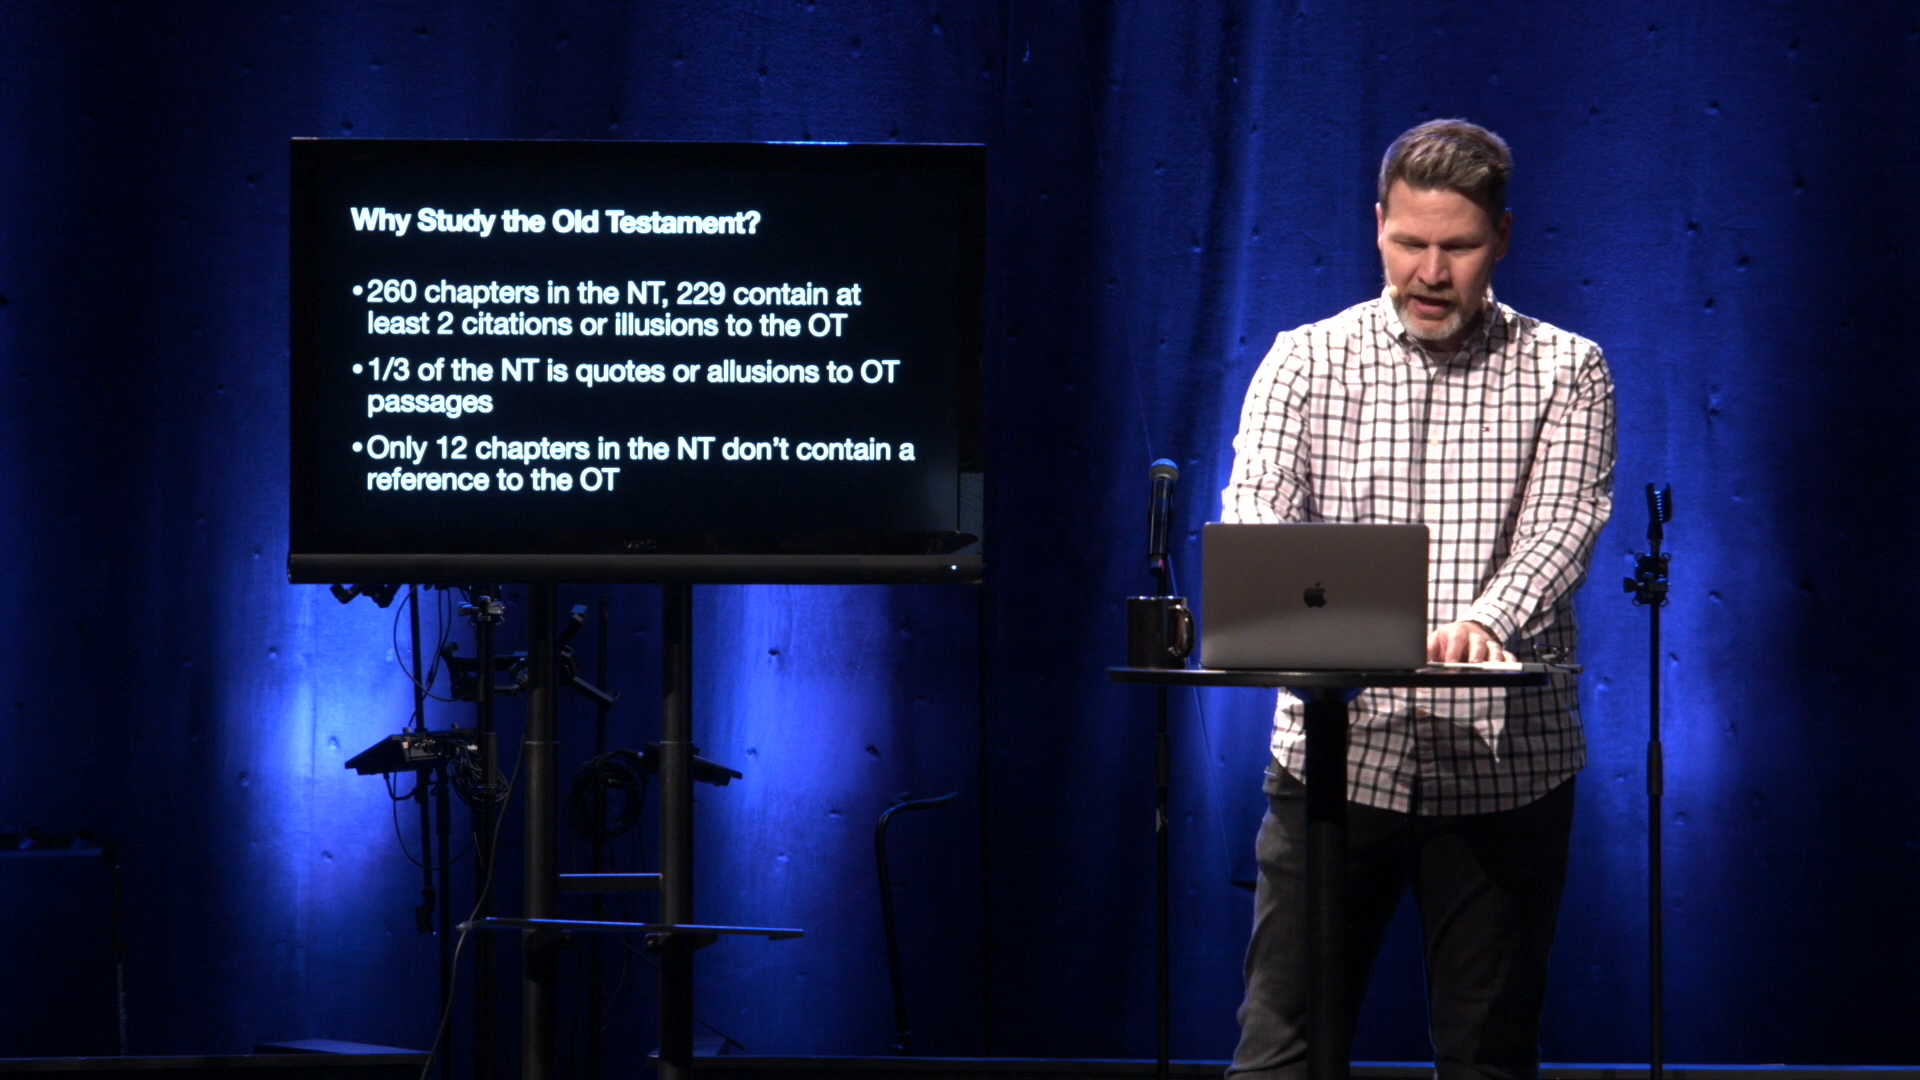 Why Study the Old Testament?
•260 chapters in the NT, 229 contain at
least 2 citations or illusions to the OT
•1/3 of the NT is quotes or allusions to OT
passages
•Only 12 chapters in the NT don't contain a
reference to the OT